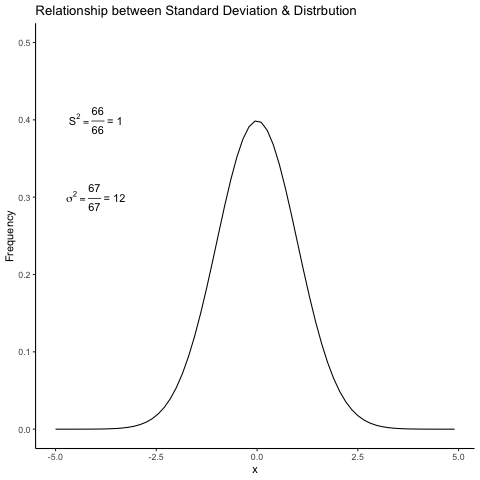 Relationship between Standard Deviation & Distrbution
0.5
0.4
0.3
0.2
0.1
0.0
Frequency
S² = 66/66 = 1
σ² = 67/67 = 12
-5.0 -2.5 0.0 2.5 5.0
x